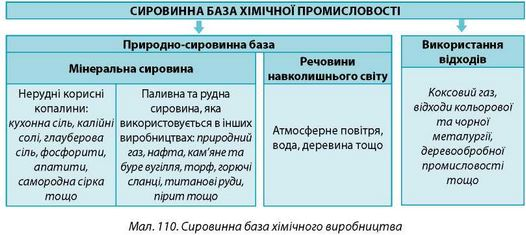 СИРОВИННА БАЗА ХІМІЧНОЇ ПРОМИСЛОВОСТІ
Природно-сировинна база
Мінеральна сировина
Нерудні корисні
копалини:
кухонна сіль, калійні
солі, глауберова
сіль, фосфорити,
апатити,
самородна сірка
тощо
Паливна та рудна
сировина, яка
використовується в інших
виробництвах: природний
газ, нафта, кам’яне та
буре вугілля, торф, горючі
сланці, титанові руди,
пірит тощо
Речовини
навколишнього світу
Атмосферне повітря,
вода, деревина тощо
Використання
відходів
Коксовий газ,
відходи кольорової
та чорної
металургії,
деревообробної
промисловості
тощо
Мал. 110. Сировинна база хімічного виробництва